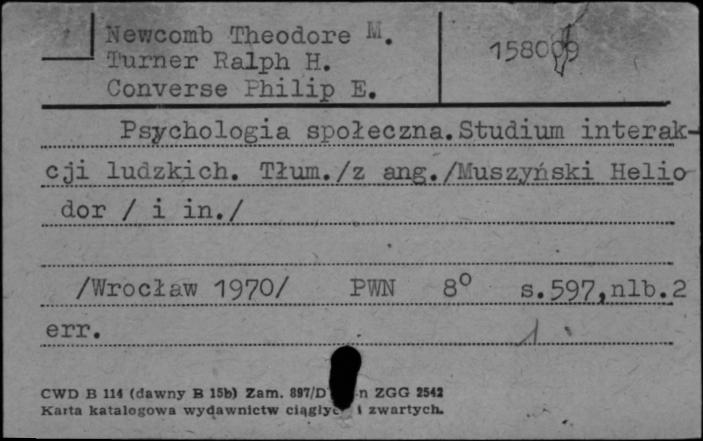 Newcomb Theodore M.
Turner Ralph H.
Converse Philip E.
Psychologia społeczna. Studium interak-
cji ludzkich. Tłum./z ang./Muszyński Helio
dor / i in./
/Wrocław 1970/ PWN 8° s.597,nlb.2
err.
1
CWD B 114 (dawny B 15b) Zam. 897/D ZGG 2542
Karta katalogowa wydawnictw i zwartych.